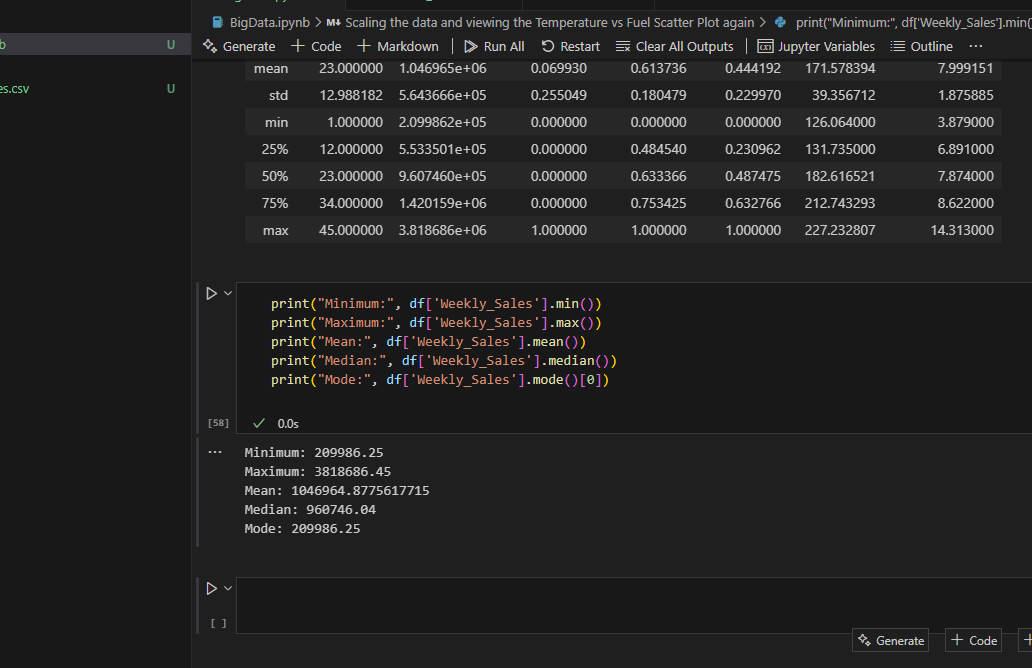 BigData.ipynb > M↓ Scaling the data and viewing the Temperature vs Fuel Scatter Plot again > print("Minimum:", df['Weekly_Sales'].min()
b U
Generate + Code + Markdown | Run All Restart Clear All Outputs | Jupyter Variables Outline ...
mean 23.000000 1.046965e+06 0.069930 0.613736 0.444192 171.578394 7.999151
es.csv U
std 12.988182 5.643666e+05 0.255049 0.180479 0.229970 39.356712 1.875885
min 1.000000 2.099862e+05 0.000000 0.000000 0.000000 126.064000 3.879000
25% 12.000000 5.533501e+05 0.000000 0.484540 0.230962 131.735000 6.891000
50% 23.000000 9.607460e+05 0.000000 0.633366 0.487475 182.616521 7.874000
75% 34.000000 1.420159e+06 0.000000 0.753425 0.632766 212.743293 8.622000
max 45.000000 3.818686e+06 1.000000 1.000000 1.000000 227.232807 14.313000
print("Minimum:", df['Weekly_Sales'].min())
print("Maximum:", df['Weekly_Sales'].max())
print("Mean:", df['Weekly_Sales'].mean())
print("Median:", df['Weekly_Sales'].median())
print("Mode:", df['Weekly_Sales'].mode()[0])
[58] ✓ 0.0s
... Minimum: 209986.25
Maximum: 3818686.45
Mean: 1046964.8775617715
Median: 960746.04
Mode: 209986.25
[ ]
Generate + Code +